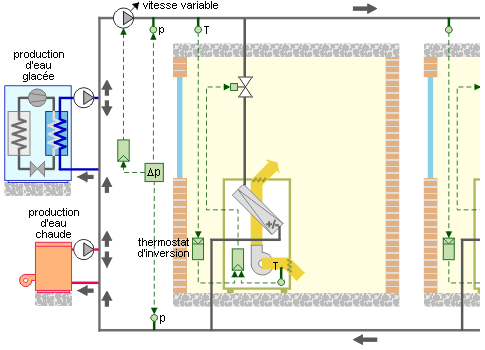 vitesse variable
p
T
production
d'eau
glacée
Δp
production
d'eau
chaude
thermostat
d'inversion
+/-
T
p